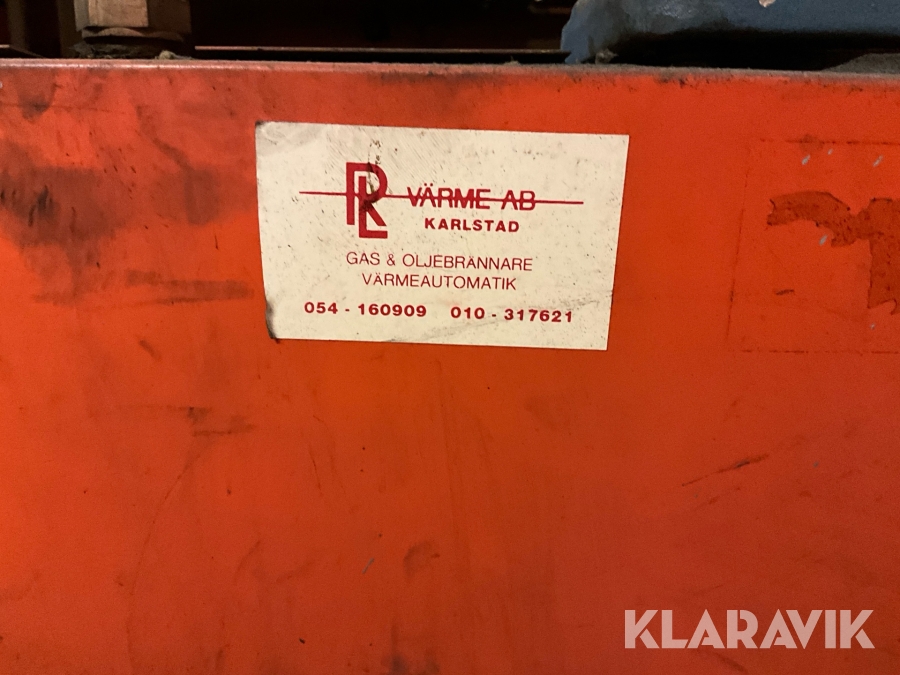 RL VÄRME AB
KARLSTAD
GAS & OLJEBRÄNNARE
VÄRMEAUTOMATIK
054 - 160909 010 - 317621
KLARAVIK